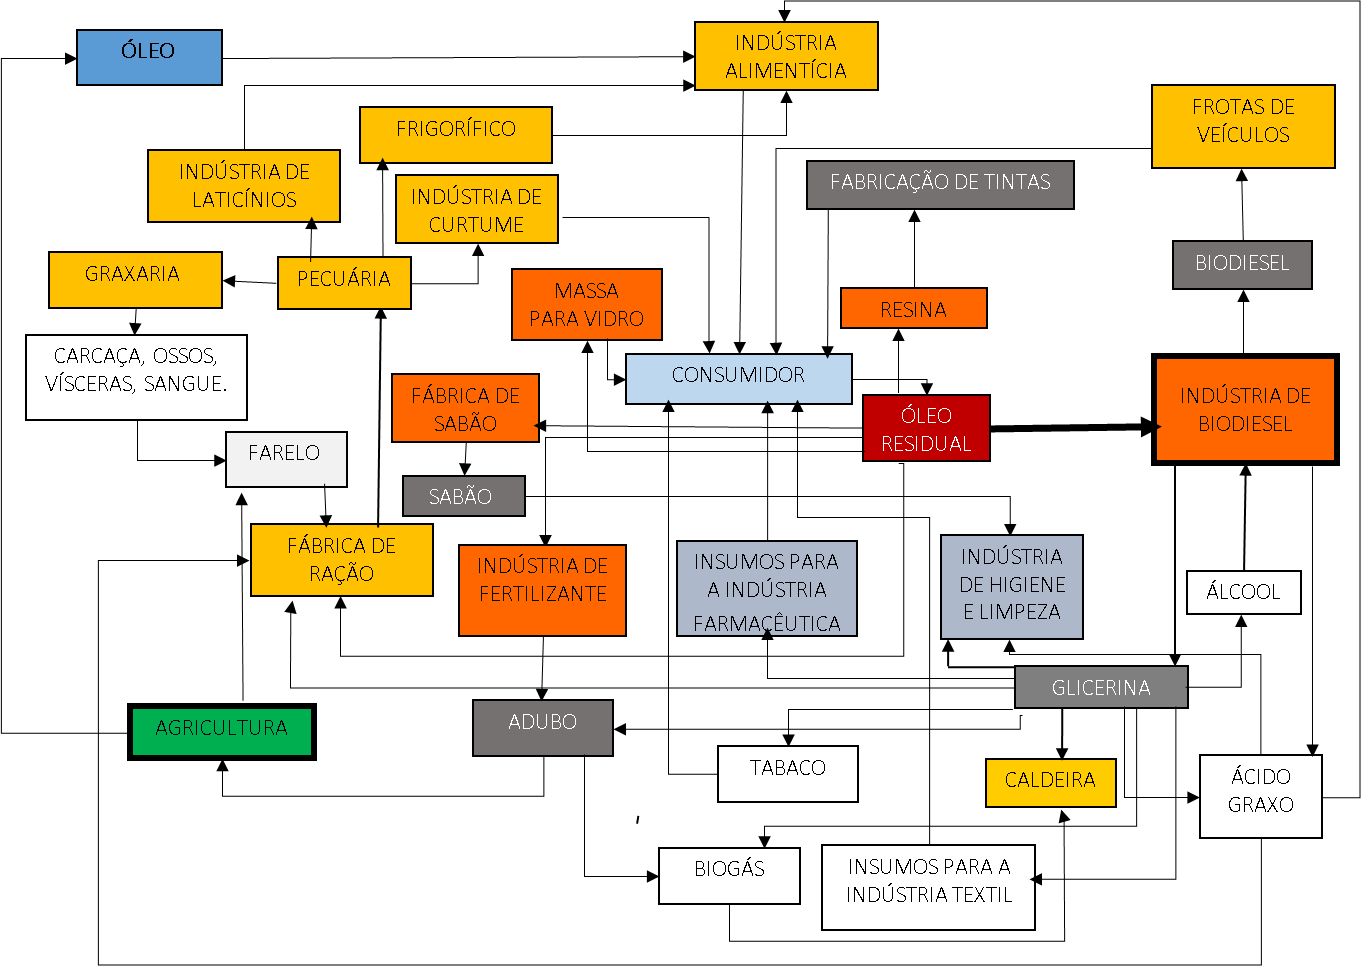 ÓLEO
INDÚSTRIA
ALIMENTÍCIA
FRIGORÍFICO
FROTAS DE
VEÍCULOS
INDÚSTRIA DE
LATICÍNIOS
INDÚSTRIA DE
CURTUME
FABRICAÇÃO DE TINTAS
GRAXARIA
PECUÁRIA
BIODIESEL
MASSA
PARA VIDRO
RESINA
CARCAÇA, OSSOS,
VÍSCERAS, SANGUE.
CONSUMIDOR
FÁBRICA DE
SABÃO
ÓLEO
RESIDUAL
INDÚSTRIA DE
BIODIESEL
FARELO
SABÃO
FÁBRICA DE
RAÇÃO
INDÚSTRIA DE
FERTILIZANTE
INSUMOS PARA
A INDÚSTRIA
FARMACÊUTICA
INDÚSTRIA
DE HIGIENE
E LIMPEZA
ÁLCOOL
GLICERINA
AGRICULTURA
ADUBO
TABACO
CALDEIRA
ÁCIDO
GRAXO
BIOGÁS
INSUMOS PARA A
INDÚSTRIA TEXTIL